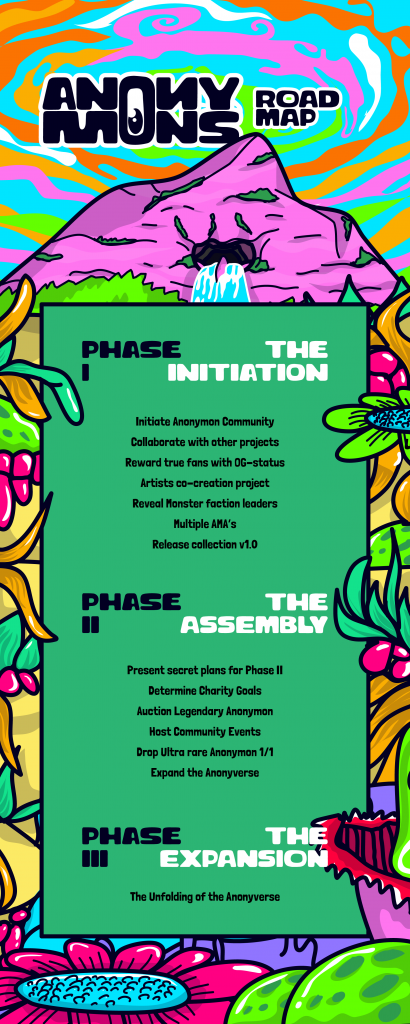 ANONY
MONS
ROAD
MAP
PHASE THE
I INITIATION
Initiate Anonymon Community
Collaborate with other projects
Reward true fans with OG-status
Artists co-creation project
Reveal Monster faction leaders
Multiple AMA's
Release collection v1.0
PHASE THE
II ASSEMBLY
Present secret plans for Phase II
Determine Charity Goals
Auction Legendary Anonymon
Host Community Events
Drop Ultra rare Anonymon 1/1
Expand the Anonyverse
PHASE THE
III EXPANSION
The Unfolding of the Anonyverse